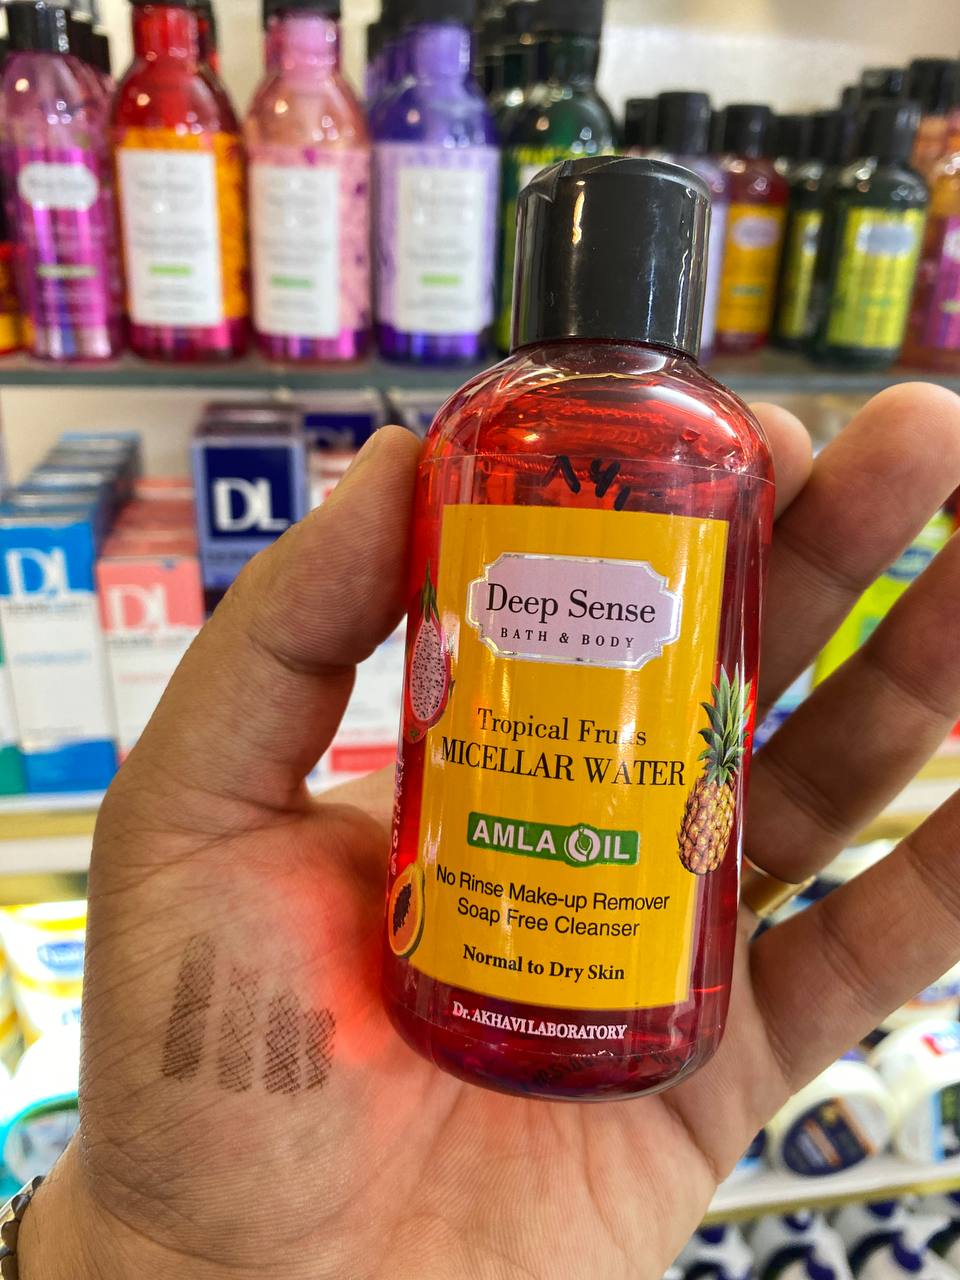 DL
DL
DL
Deep Sense
BATH & BODY
Tropical Fruits
MICELLAR WATER
AMLA OIL
No Rinse Make-up Remover
Soap Free Cleanser
Normal to Dry Skin
Dr. AKHAVI LABORATORY